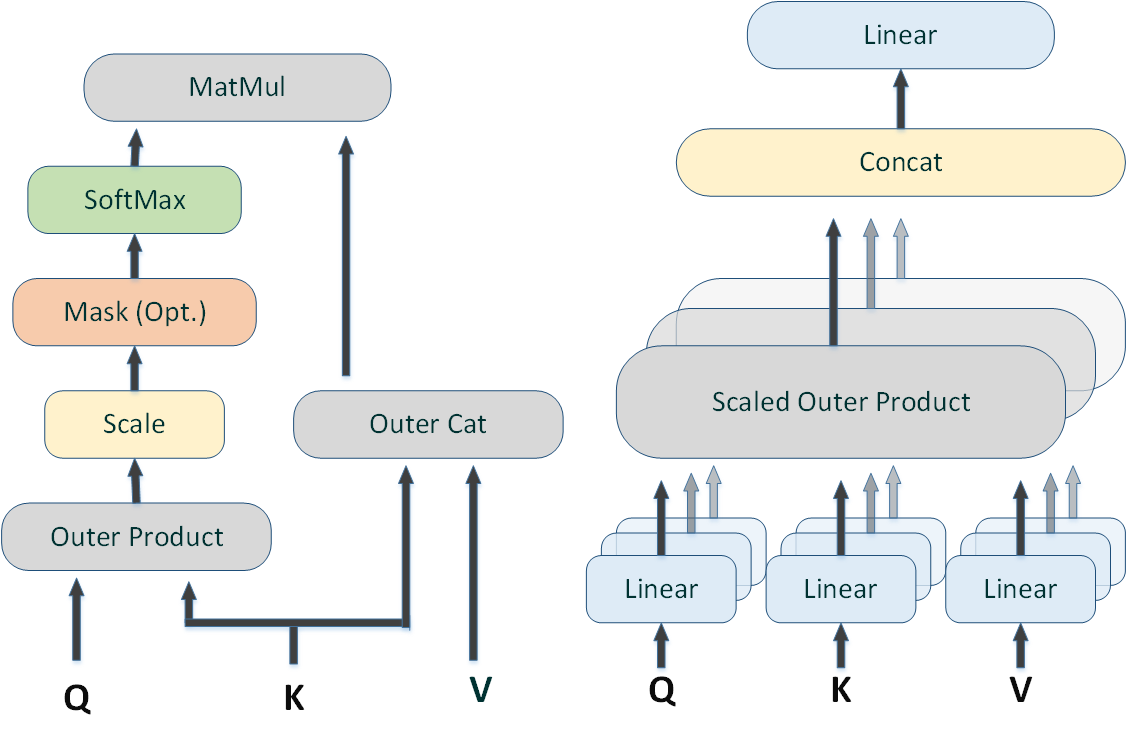 MatMul
SoftMax
Mask (Opt.)
Scale
Outer Cat
Outer Product
Q
K
V
Linear
Concat
Scaled Outer Product
Linear
Linear
Linear
Q
K
V